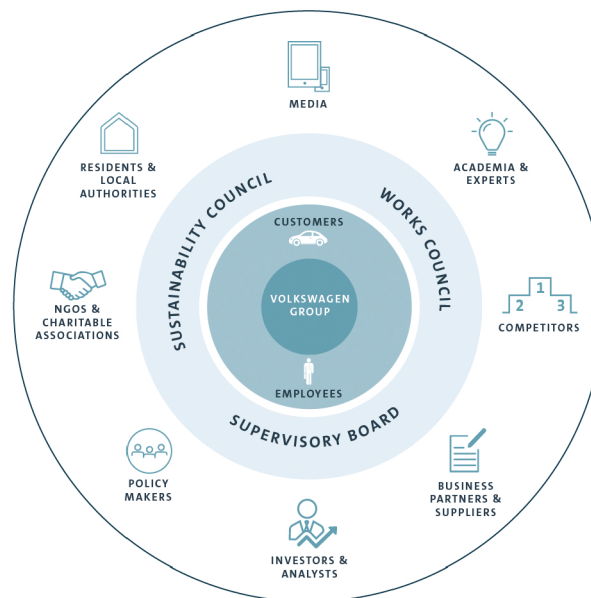 MEDIA
RESIDENTS &
LOCAL
AUTHORITIES
ACADEMIA &
EXPERTS
SUSTAINABILITY COUNCIL
WORKS COUNCIL
CUSTOMERS
VOLKSWAGEN
GROUP
NGOS &
CHARITABLE
ASSOCIATIONS
1
2 3
COMPETITORS
EMPLOYEES
SUPERVISORY BOARD
POLICY
MAKERS
BUSINESS
PARTNERS &
SUPPLIERS
INVESTORS &
ANALYSTS